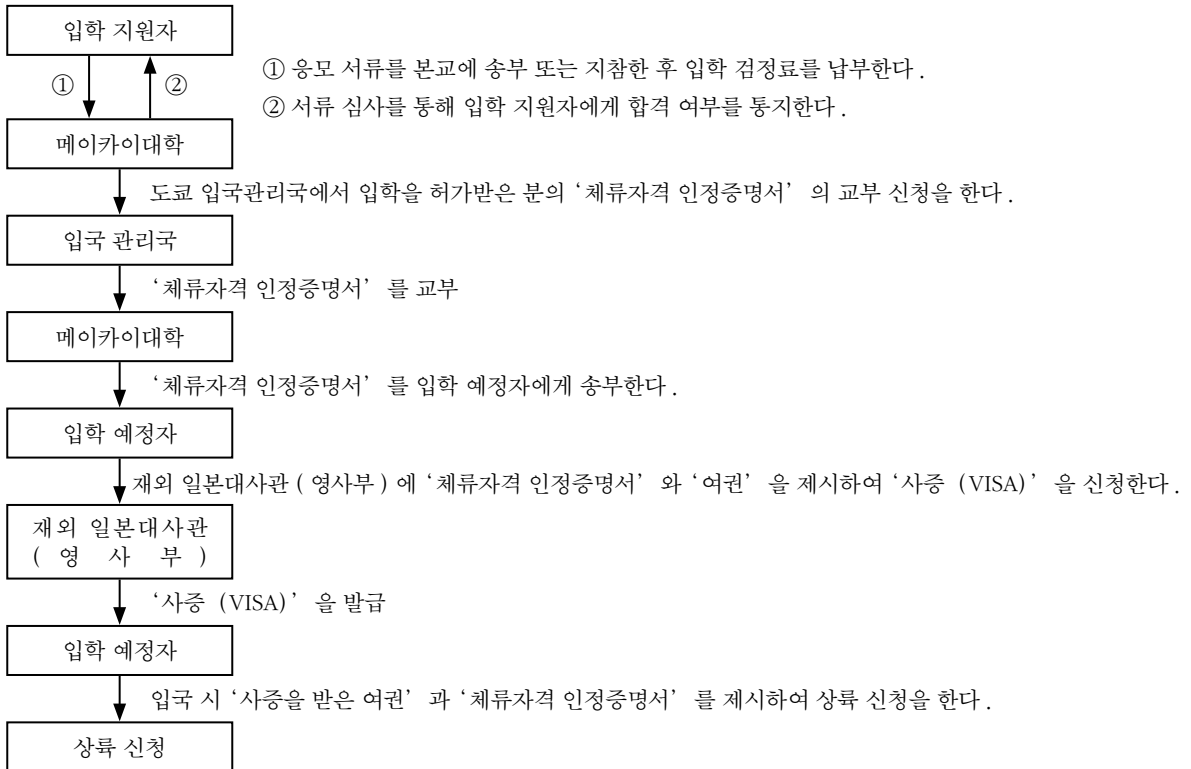 입학 지원자
① ②
① 응모 서류를 본교에 송부 또는 지참한 후 입학 검정료를 납부한다.
② 서류 심사를 통해 입학 지원자에게 합격 여부를 통지한다.
메이카이대학
도쿄 입국관리국에서 입학을 허가받은 분의 ‘체류자격 인정증명서’ 의 교부 신청을 한다.
입국 관리국
‘체류자격 인정증명서’ 를 교부
메이카이대학
‘체류자격 인정증명서’ 를 입학 예정자에게 송부한다.
입학 예정자
재외 일본대사관 ( 영사부 ) 에 ‘체류자격 인정증명서’ 와 ‘여권’ 을 제시하여 ‘사증 (VISA)’ 을 신청한다.
재외 일본대사관
( 영 사 부 )
‘사증 (VISA)’ 을 발급
입학 예정자
입국 시 ‘사증을 받은 여권’ 과 ‘체류자격 인정증명서’ 를 제시하여 상륙 신청을 한다.
상륙 신청